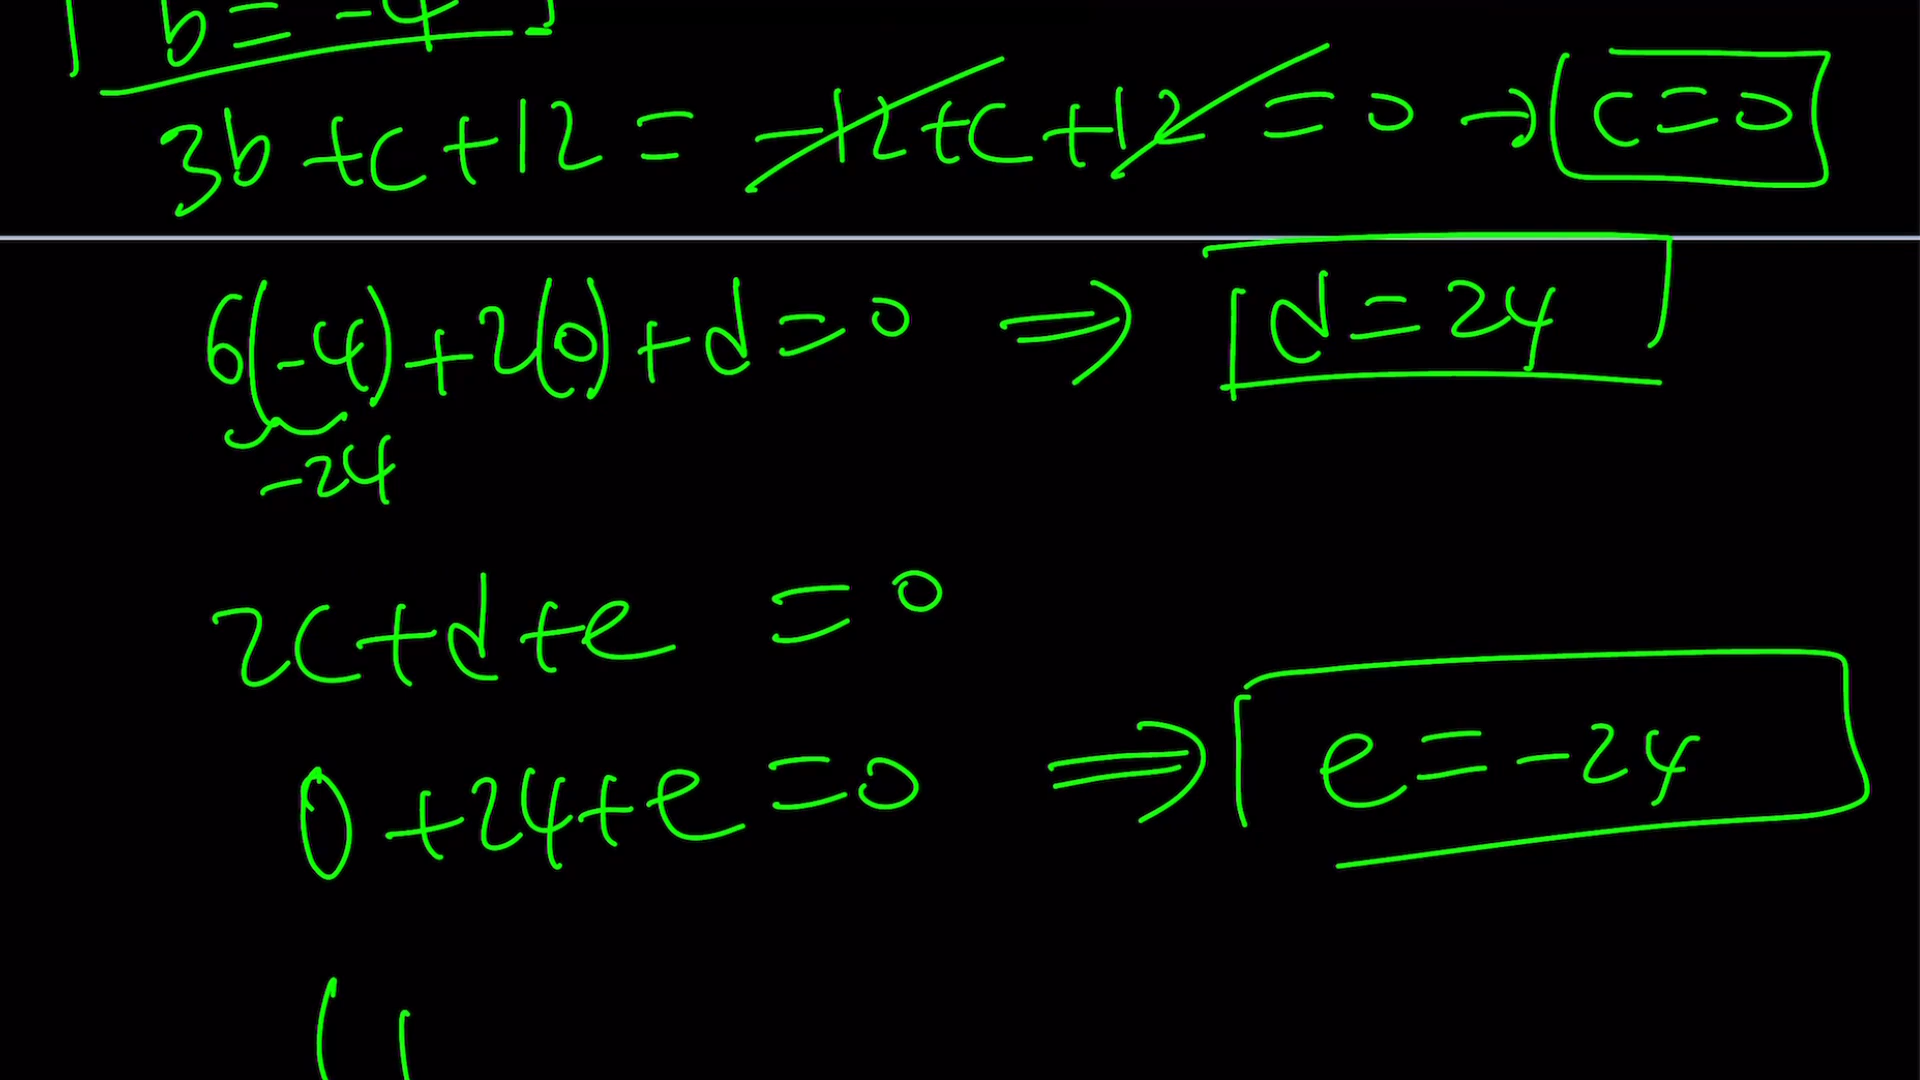 b = -4
3b + c + 12 = -12 + c + 12 = 0 → c = 0
6(-4) + 2(0) + d = 0 ⇒ d = 24
-24
2c + d + e = 0
0 + 24 + e = 0 ⇒ e = -24
(